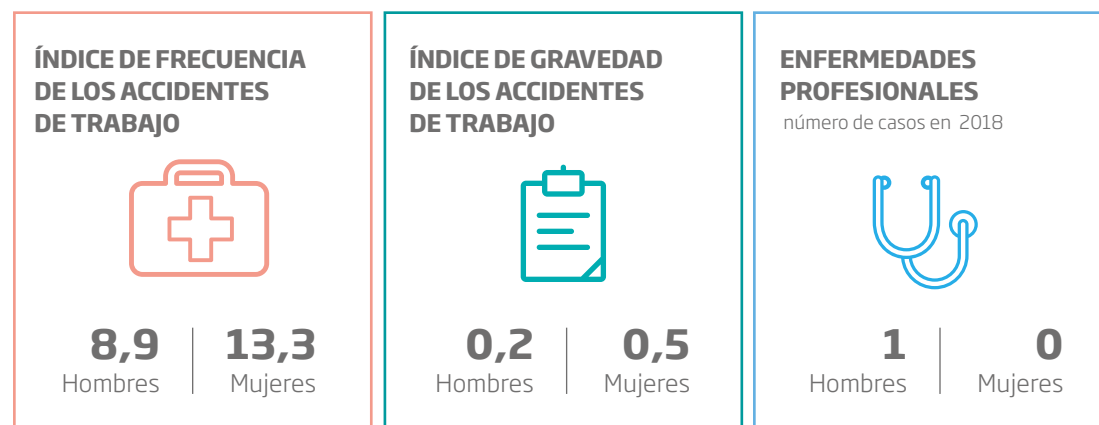 ÍNDICE DE FRECUENCIA
DE LOS ACCIDENTES
DE TRABAJO
8,9
Hombres
13,3
Mujeres
ÍNDICE DE GRAVEDAD
DE LOS ACCIDENTES
DE TRABAJO
0,2
Hombres
0,5
Mujeres
ENFERMEDADES
PROFESIONALES
número de casos en 2018
1
Hombres
0
Mujeres